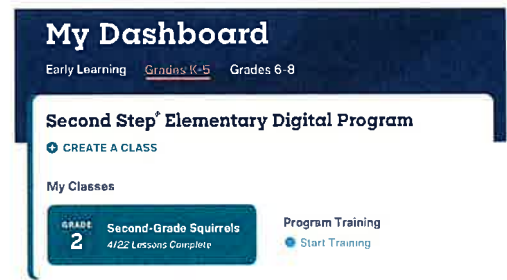 My Dashboard
Early Learning Grades K-5 Grades 6-8
Second Step® Elementary Digital Program
CREATE A CLASS
My Classes
GRADE
2
Second-Grade Squirrels
4/22 Lessons Complete
Program Training
Start Training